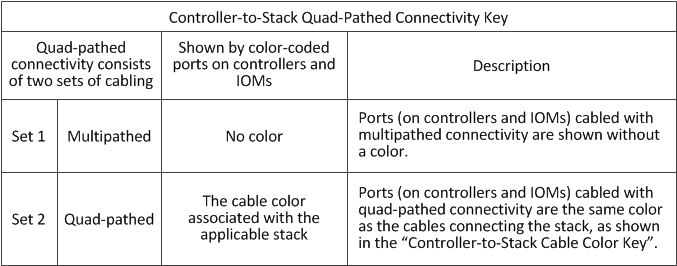 Controller-to-Stack Quad-Pathed Connectivity Key
Quad-pathed
connectivity consists
of two sets of cabling
Shown by color-coded
ports on controllers and
IOMs
Description
Set 1
Multipathed
No color
Ports (on controllers and IOMs) cabled with
multipathed connectivity are shown without
a color.
Set 2
Quad-pathed
The cable color
associated with the
applicable stack
Ports (on controllers and IOMs) cabled with
quad-pathed connectivity are the same color
as the cables connecting the stack, as shown
in the “Controller-to-Stack Cable Color Key”.